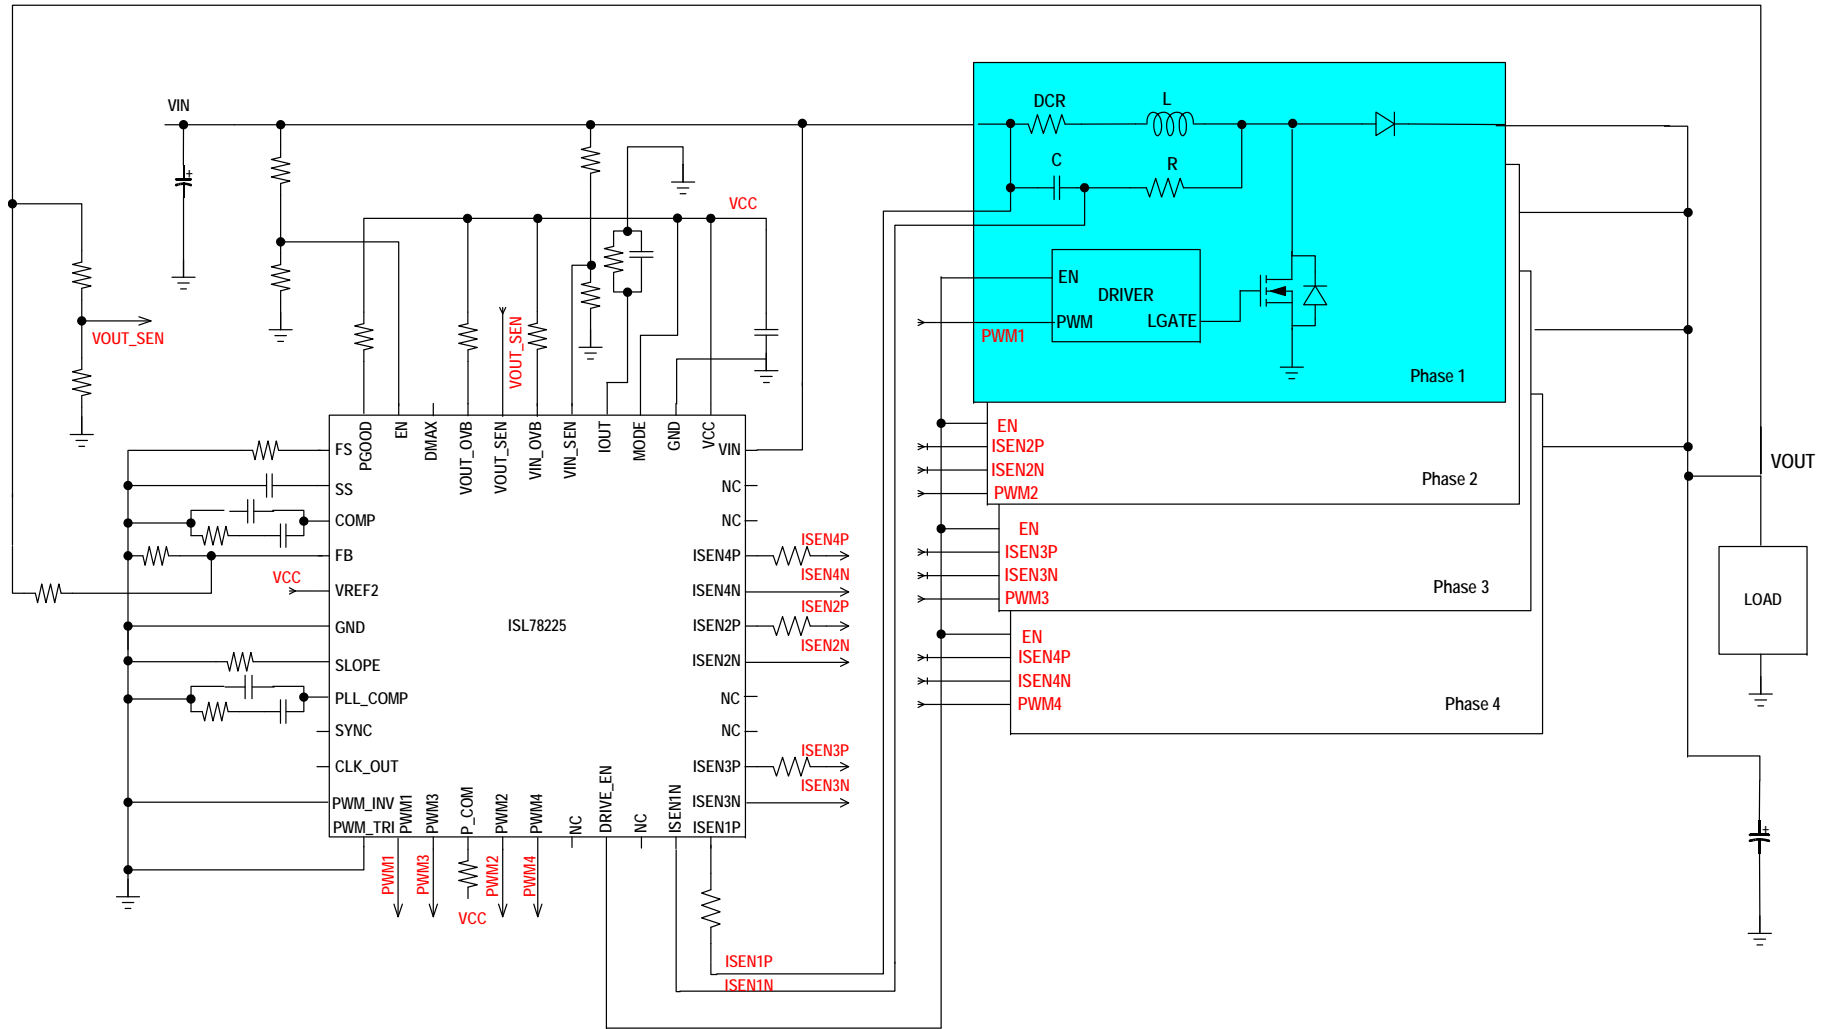 VIN
DCR
L
C
R
VCC
EN
DRIVER
PWM
LGATE
PWM1
Phase 1
VOUT_SEN
VOUT_SEN
PGOOD
EN
DMAX
VOUT_OVB
VOUT_SEN
VIN_OVB
VIN_SEN
IOUT
MODE
GND
VCC
VIN
FS
SS
COMP
FB
VCC
VREF2
GND
SLOPE
PLL_COMP
SYNC
CLK_OUT
PWM_INV
PWM_TRI
ISL78225
NC
NC
ISEN4P
ISEN4N
ISEN2P
ISEN2N
NC
NC
ISEN3P
ISEN3N
ISEN1P
ISEN4P
ISEN4N
ISEN2P
ISEN2N
ISEN3P
ISEN3N
PWM1
PWM3
P_COM
PWM2
PWM4
NC
DRIVE_EN
NC
ISEN1N
PWM1
PWM3
VCC
PWM2
PWM4
ISEN1P
ISEN1N
EN
ISEN2P
ISEN2N
PWM2
Phase 2
EN
ISEN3P
ISEN3N
PWM3
Phase 3
EN
ISEN4P
ISEN4N
PWM4
Phase 4
VOUT
LOAD
+
+